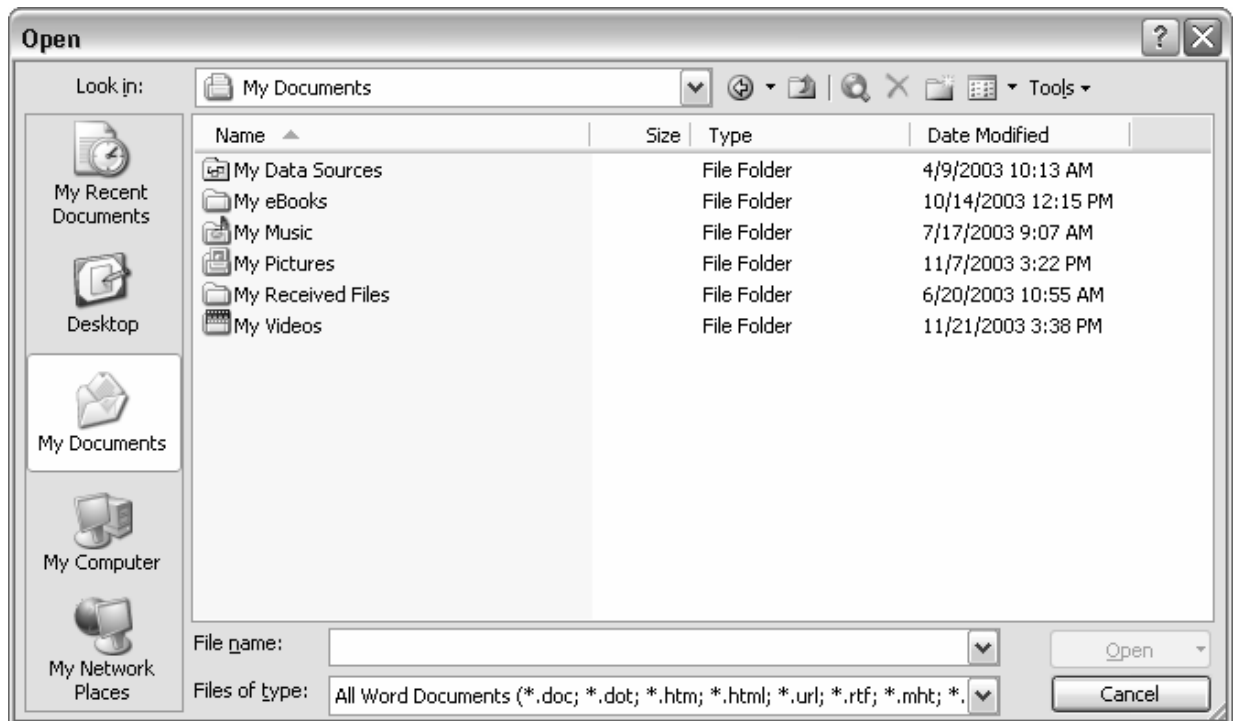 Open
Look in: My Documents Tools
Name Size Type Date Modified
My Data Sources File Folder 4/9/2003 10:13 AM
My eBooks File Folder 10/14/2003 12:15 PM
My Music File Folder 7/17/2003 9:07 AM
My Pictures File Folder 11/7/2003 3:22 PM
My Received Files File Folder 6/20/2003 10:55 AM
My Videos File Folder 11/21/2003 3:38 PM
My Recent
Documents
Desktop
My Documents
My Computer
My Network
Places
File name: Open
Files of type: All Word Documents (*.doc; *.dot; *.htm; *.html; *.url; *.rtf; *.mht; *. Cancel